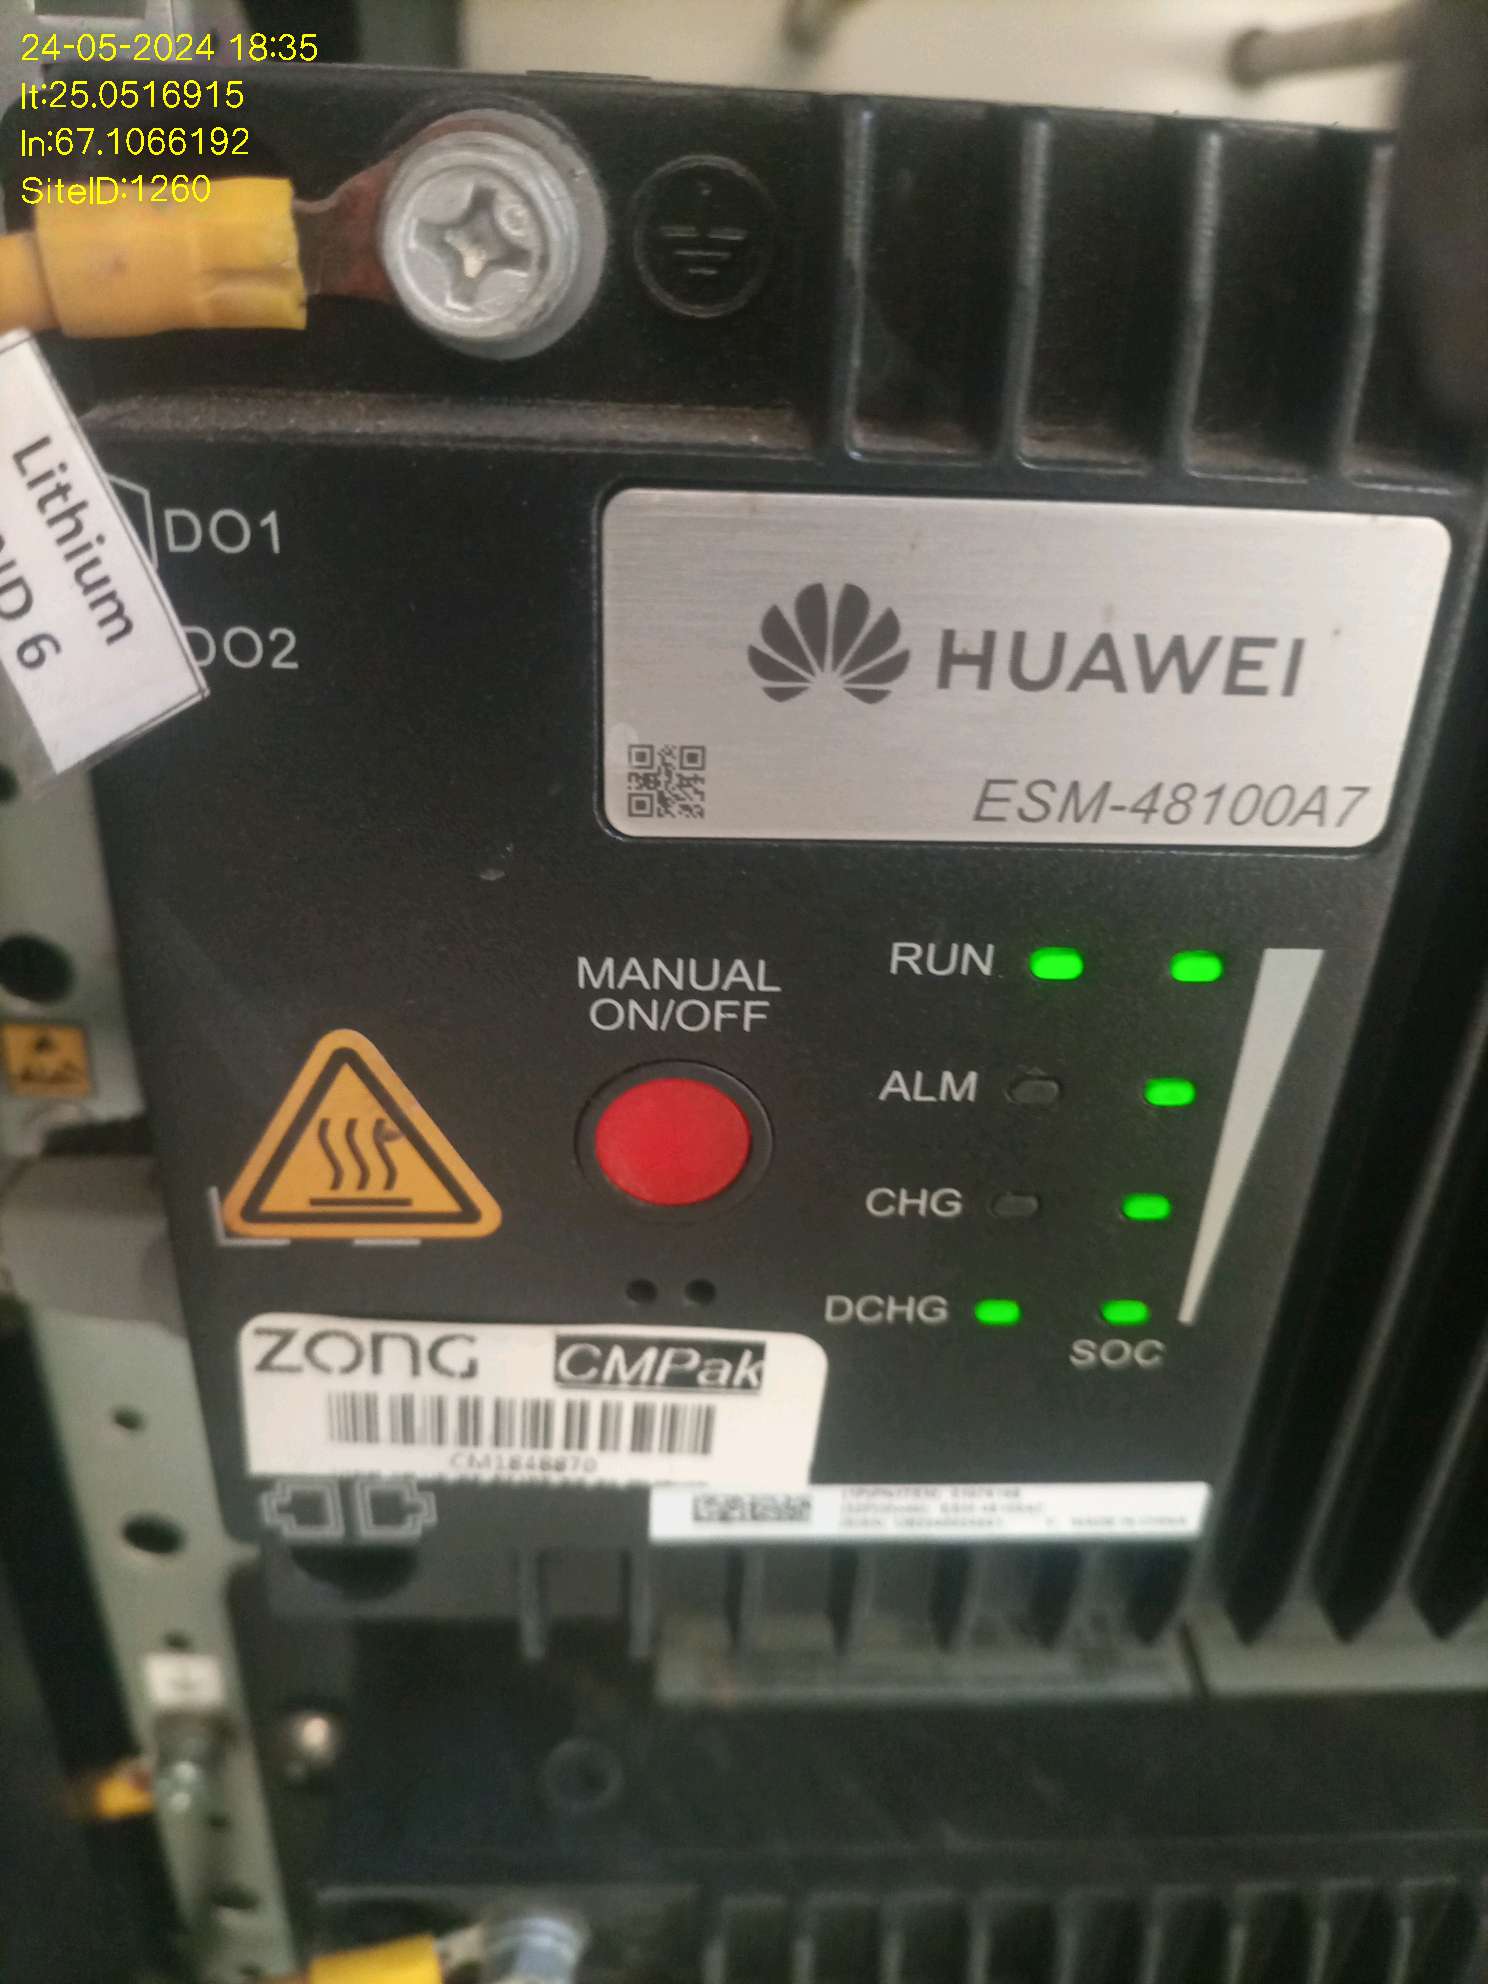 24-05-2024 18:35
lt:25.0516915
ln:67.1066192
SiteID:1260
Lithium
6
DO1
DO2
HUAWEI
ESM-48100A7
MANUAL
ON/OFF
RUN
ALM
CHG
DCHG
SOC
ZONG CMPak
CM1848870